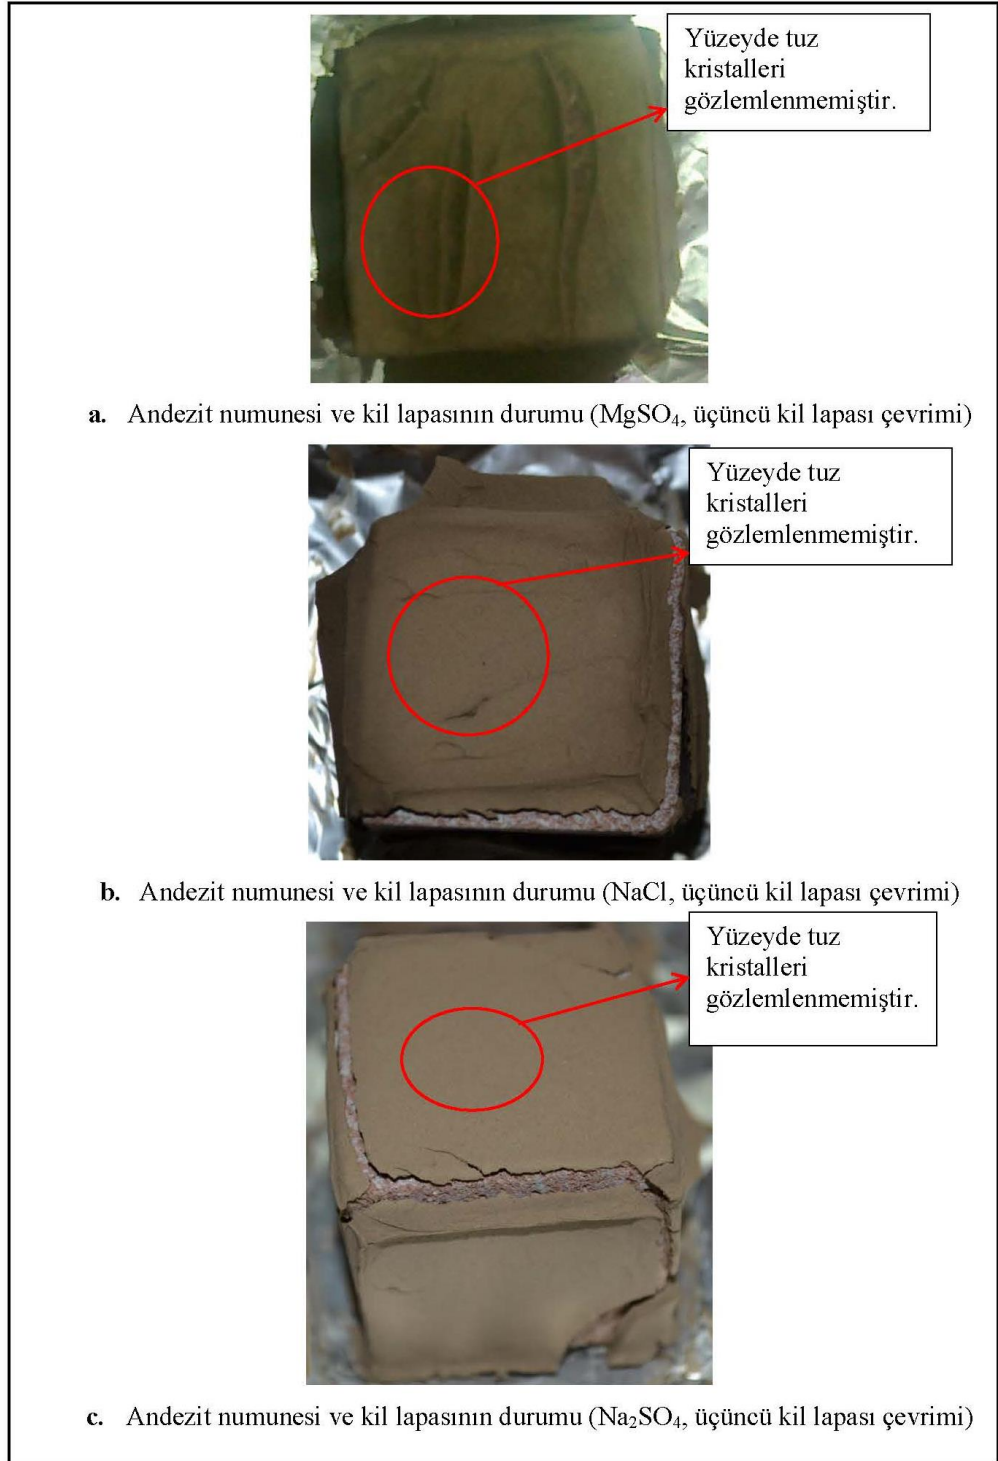 Yüzeyde tuz
kristalleri
gözlemlenmemiştir.
a. Andezit numunesi ve kil lapasının durumu (MgSO₄, üçüncü kil lapası çevrimi)
Yüzeyde tuz
kristalleri
gözlemlenmemiştir.
b. Andezit numunesi ve kil lapasının durumu (NaCl, üçüncü kil lapası çevrimi)
Yüzeyde tuz
kristalleri
gözlemlenmemiştir.
c. Andezit numunesi ve kil lapasının durumu (Na₂SO₄, üçüncü kil lapası çevrimi)